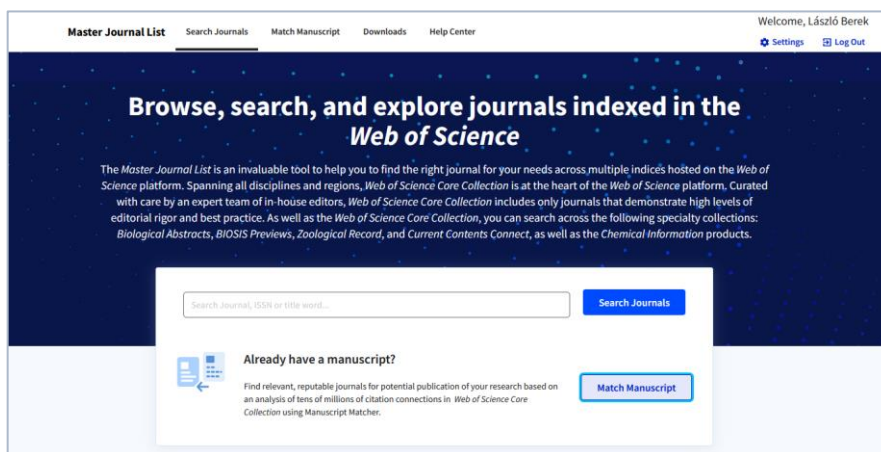 Welcome, László Berek
Master Journal List Search Journals Match Manuscript Downloads Help Center
Settings Log Out
Browse, search, and explore journals indexed in the
Web of Science
The Master Journal List is an invaluable tool to help you to find the right journal for your needs across multiple indices hosted on the Web of
Science platform. Spanning all disciplines and regions, Web of Science Core Collection is at the heart of the Web of Science platform. Curated
with care by an expert team of in-house editors, Web of Science Core Collection includes only journals that demonstrate high levels of
editorial rigor and best practice. As well as the Web of Science Core Collection, you can search across the following specialty collections:
Biological Abstracts, BIOSIS Previews, Zoological Record, and Current Contents Connect, as well as the Chemical Information products.
Search Journal, ISSN or title word...
Search Journals
Already have a manuscript?
Find relevant, reputable journals for potential publication of your research based on
an analysis of tens of millions of citation connections in Web of Science Core
Collection using Manuscript Matcher.
Match Manuscript